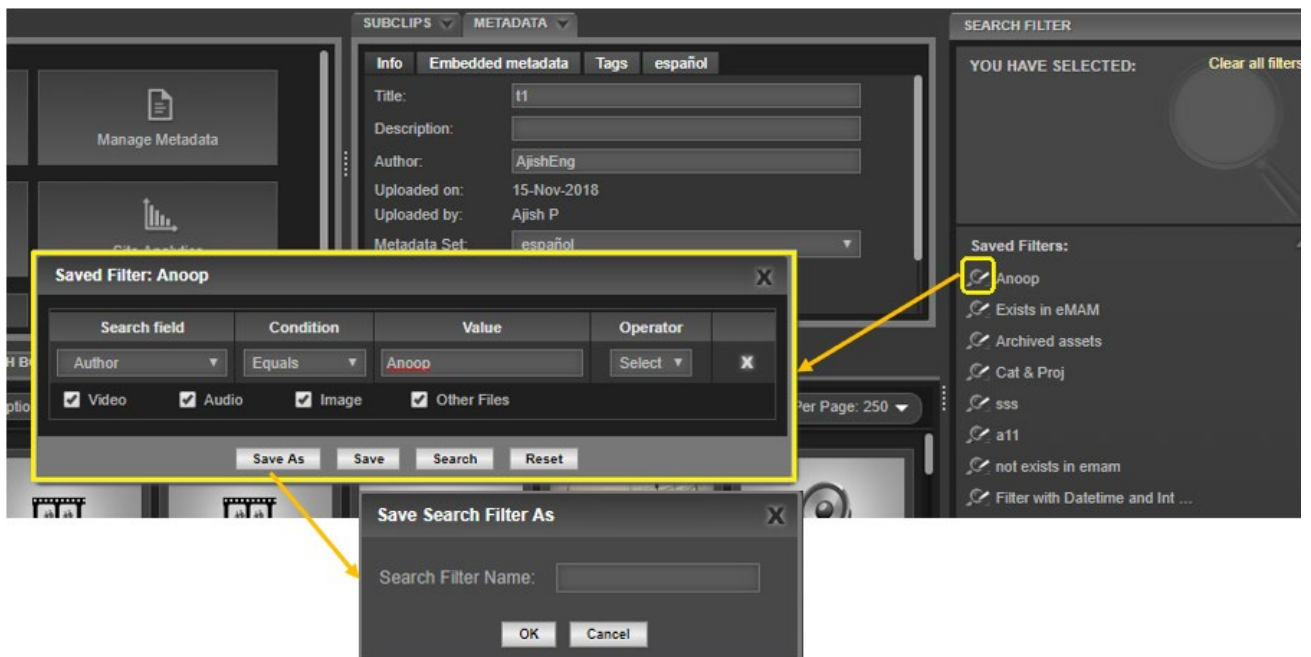 SUBCLIPS METADATA
SEARCH FILTER
Info Embedded metadata Tags español
YOU HAVE SELECTED: Clear all filters
Title: t1
Description:
Manage Metadata
Author: AjishEng
Uploaded on: 15-Nov-2018
Uploaded by: Ajish P
Metadata Set: español
Saved Filters:
Anoop
Exists in eMAM
Archived assets
Cat & Proj
sss
a11
not exists in emam
Filter with Datetime and Int ...
Saved Filter: Anoop X
Search field Condition Value Operator
Author Equals Anoop Select X
Video Audio Image Other Files
Per Page: 250
Save As Save Search Reset
Save Search Filter As X
Search Filter Name:
OK Cancel